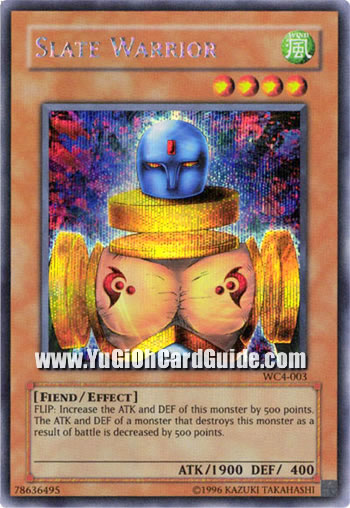 SLATE WARRIOR
WIND
風
www.YuGiOhCardGuide.com
WC4-003
[FIEND/EFFECT]
FLIP: Increase the ATK and DEF of this monster by 500 points.
The ATK and DEF of a monster that destroys this monster as a
result of battle is decreased by 500 points.
ATK/1900 DEF/ 400
78636495 ©1996 KAZUKI TAKAHASHI